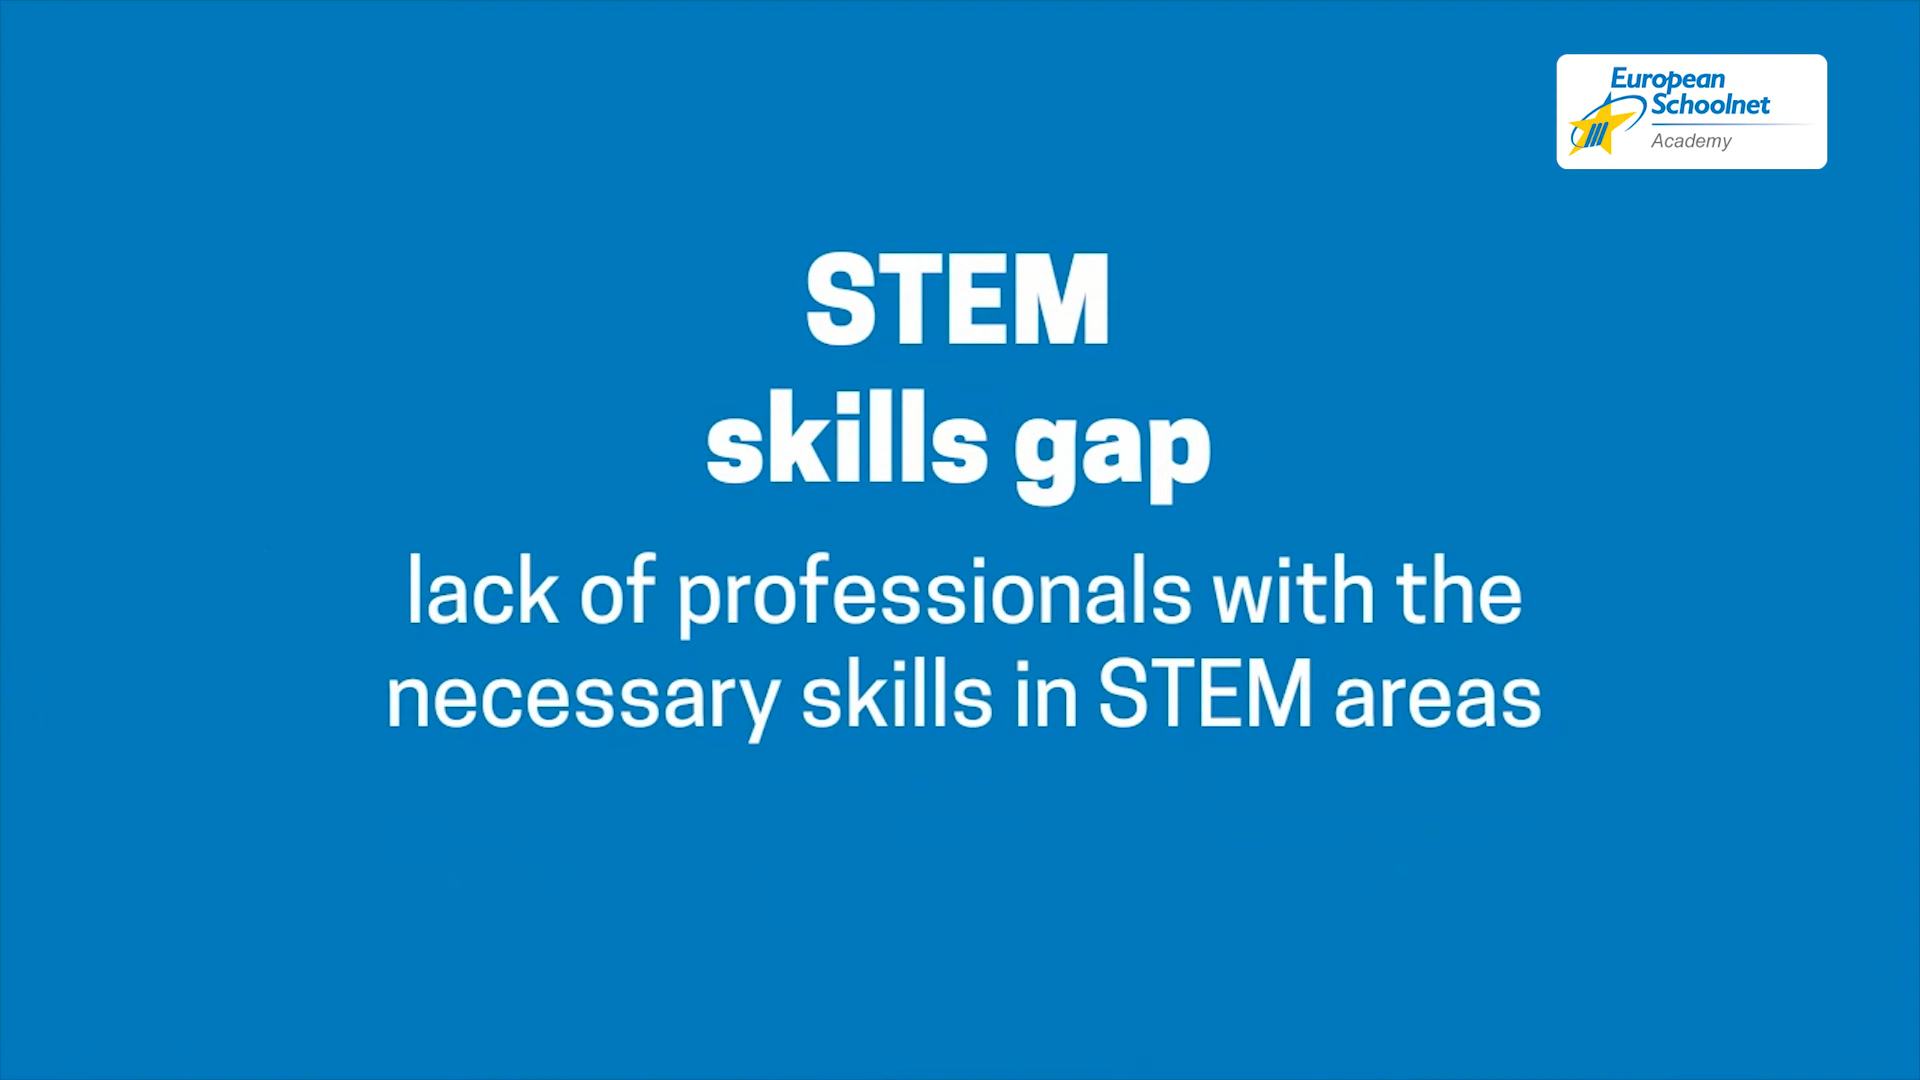 European
Schoolnet
Academy
STEM
skills gap
lack of professionals with the
necessary skills in STEM areas